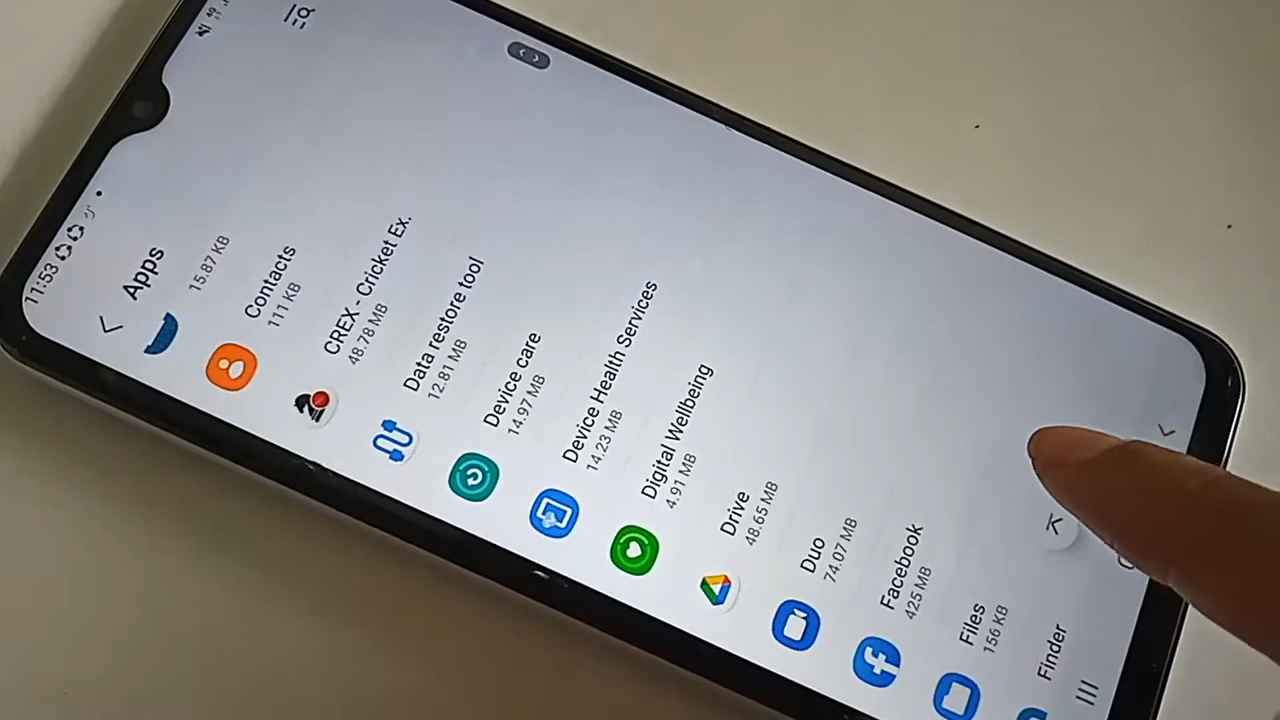 11:53
4G
Apps
15.87 KB
Contacts
111 KB
CREX - Cricket Ex.
48.78 MB
Data restore tool
12.81 MB
Device care
14.97 MB
Device Health Services
14.23 MB
Digital Wellbeing
4.91 MB
Drive
48.65 MB
Duo
74.07 MB
Facebook
425 MB
Files
156 KB
Finder